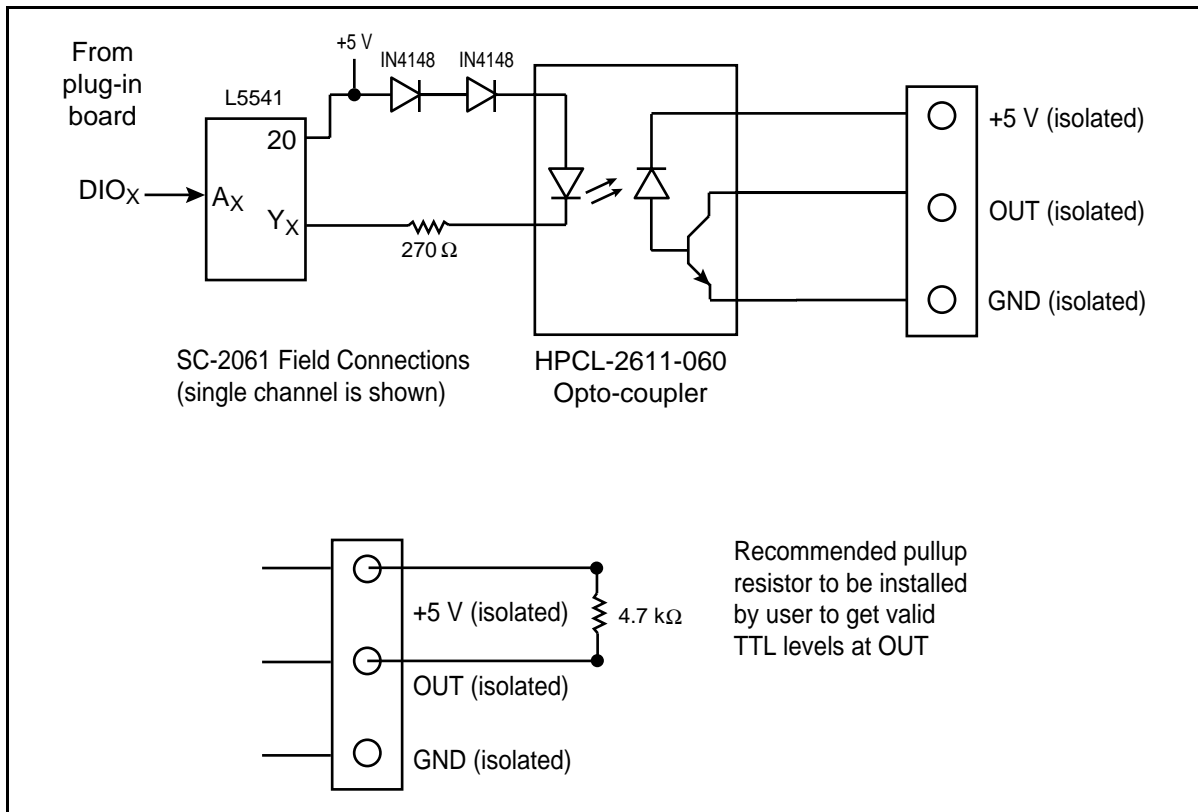 From
plug-in
board
+5 V
IN4148
IN4148
L5541
20
DIOX
AX
YX
270 Ω
+5 V (isolated)
OUT (isolated)
GND (isolated)
SC-2061 Field Connections
(single channel is shown)
HPCL-2611-060
Opto-coupler
+5 V (isolated)
4.7 kΩ
OUT (isolated)
GND (isolated)
Recommended pullup
resistor to be installed
by user to get valid
TTL levels at OUT